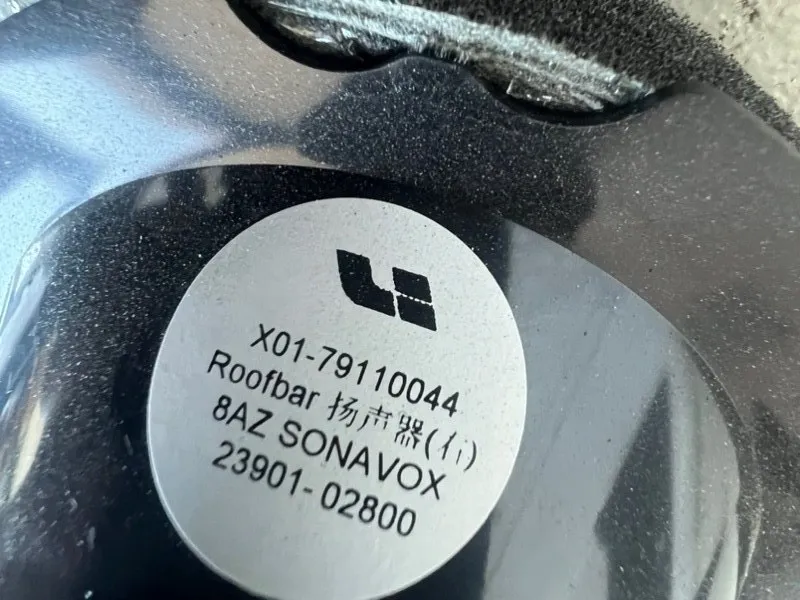 X01-79110044
Roofbar 扬声器(右)
8AZ SONAVOX
23901-02800